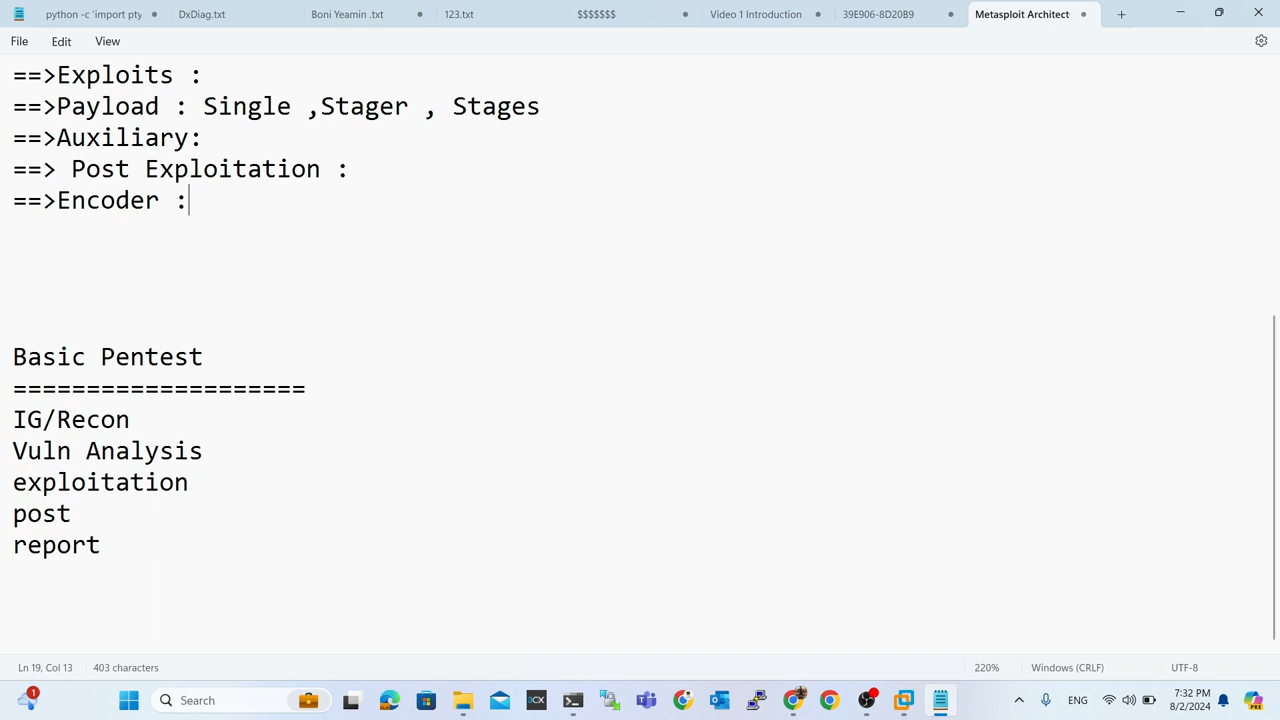 python -c 'import pty
DxDiag.txt
Boni Yeamin .txt
123.txt
$$$$$$$
Video 1 Introduction
39E906-8D20B9
Metasploit Architect
File
Edit
View
==>Exploits :
==>Payload : Single ,Stager , Stages
==>Auxiliary:
==> Post Exploitation :
==>Encoder :
Basic Pentest
====================
IG/Recon
Vuln Analysis
exploitation
post
report
Ln 19, Col 13
403 characters
220%
Windows (CRLF)
UTF-8
1
Search
3CX
ENG
7:32 PM
8/2/2024